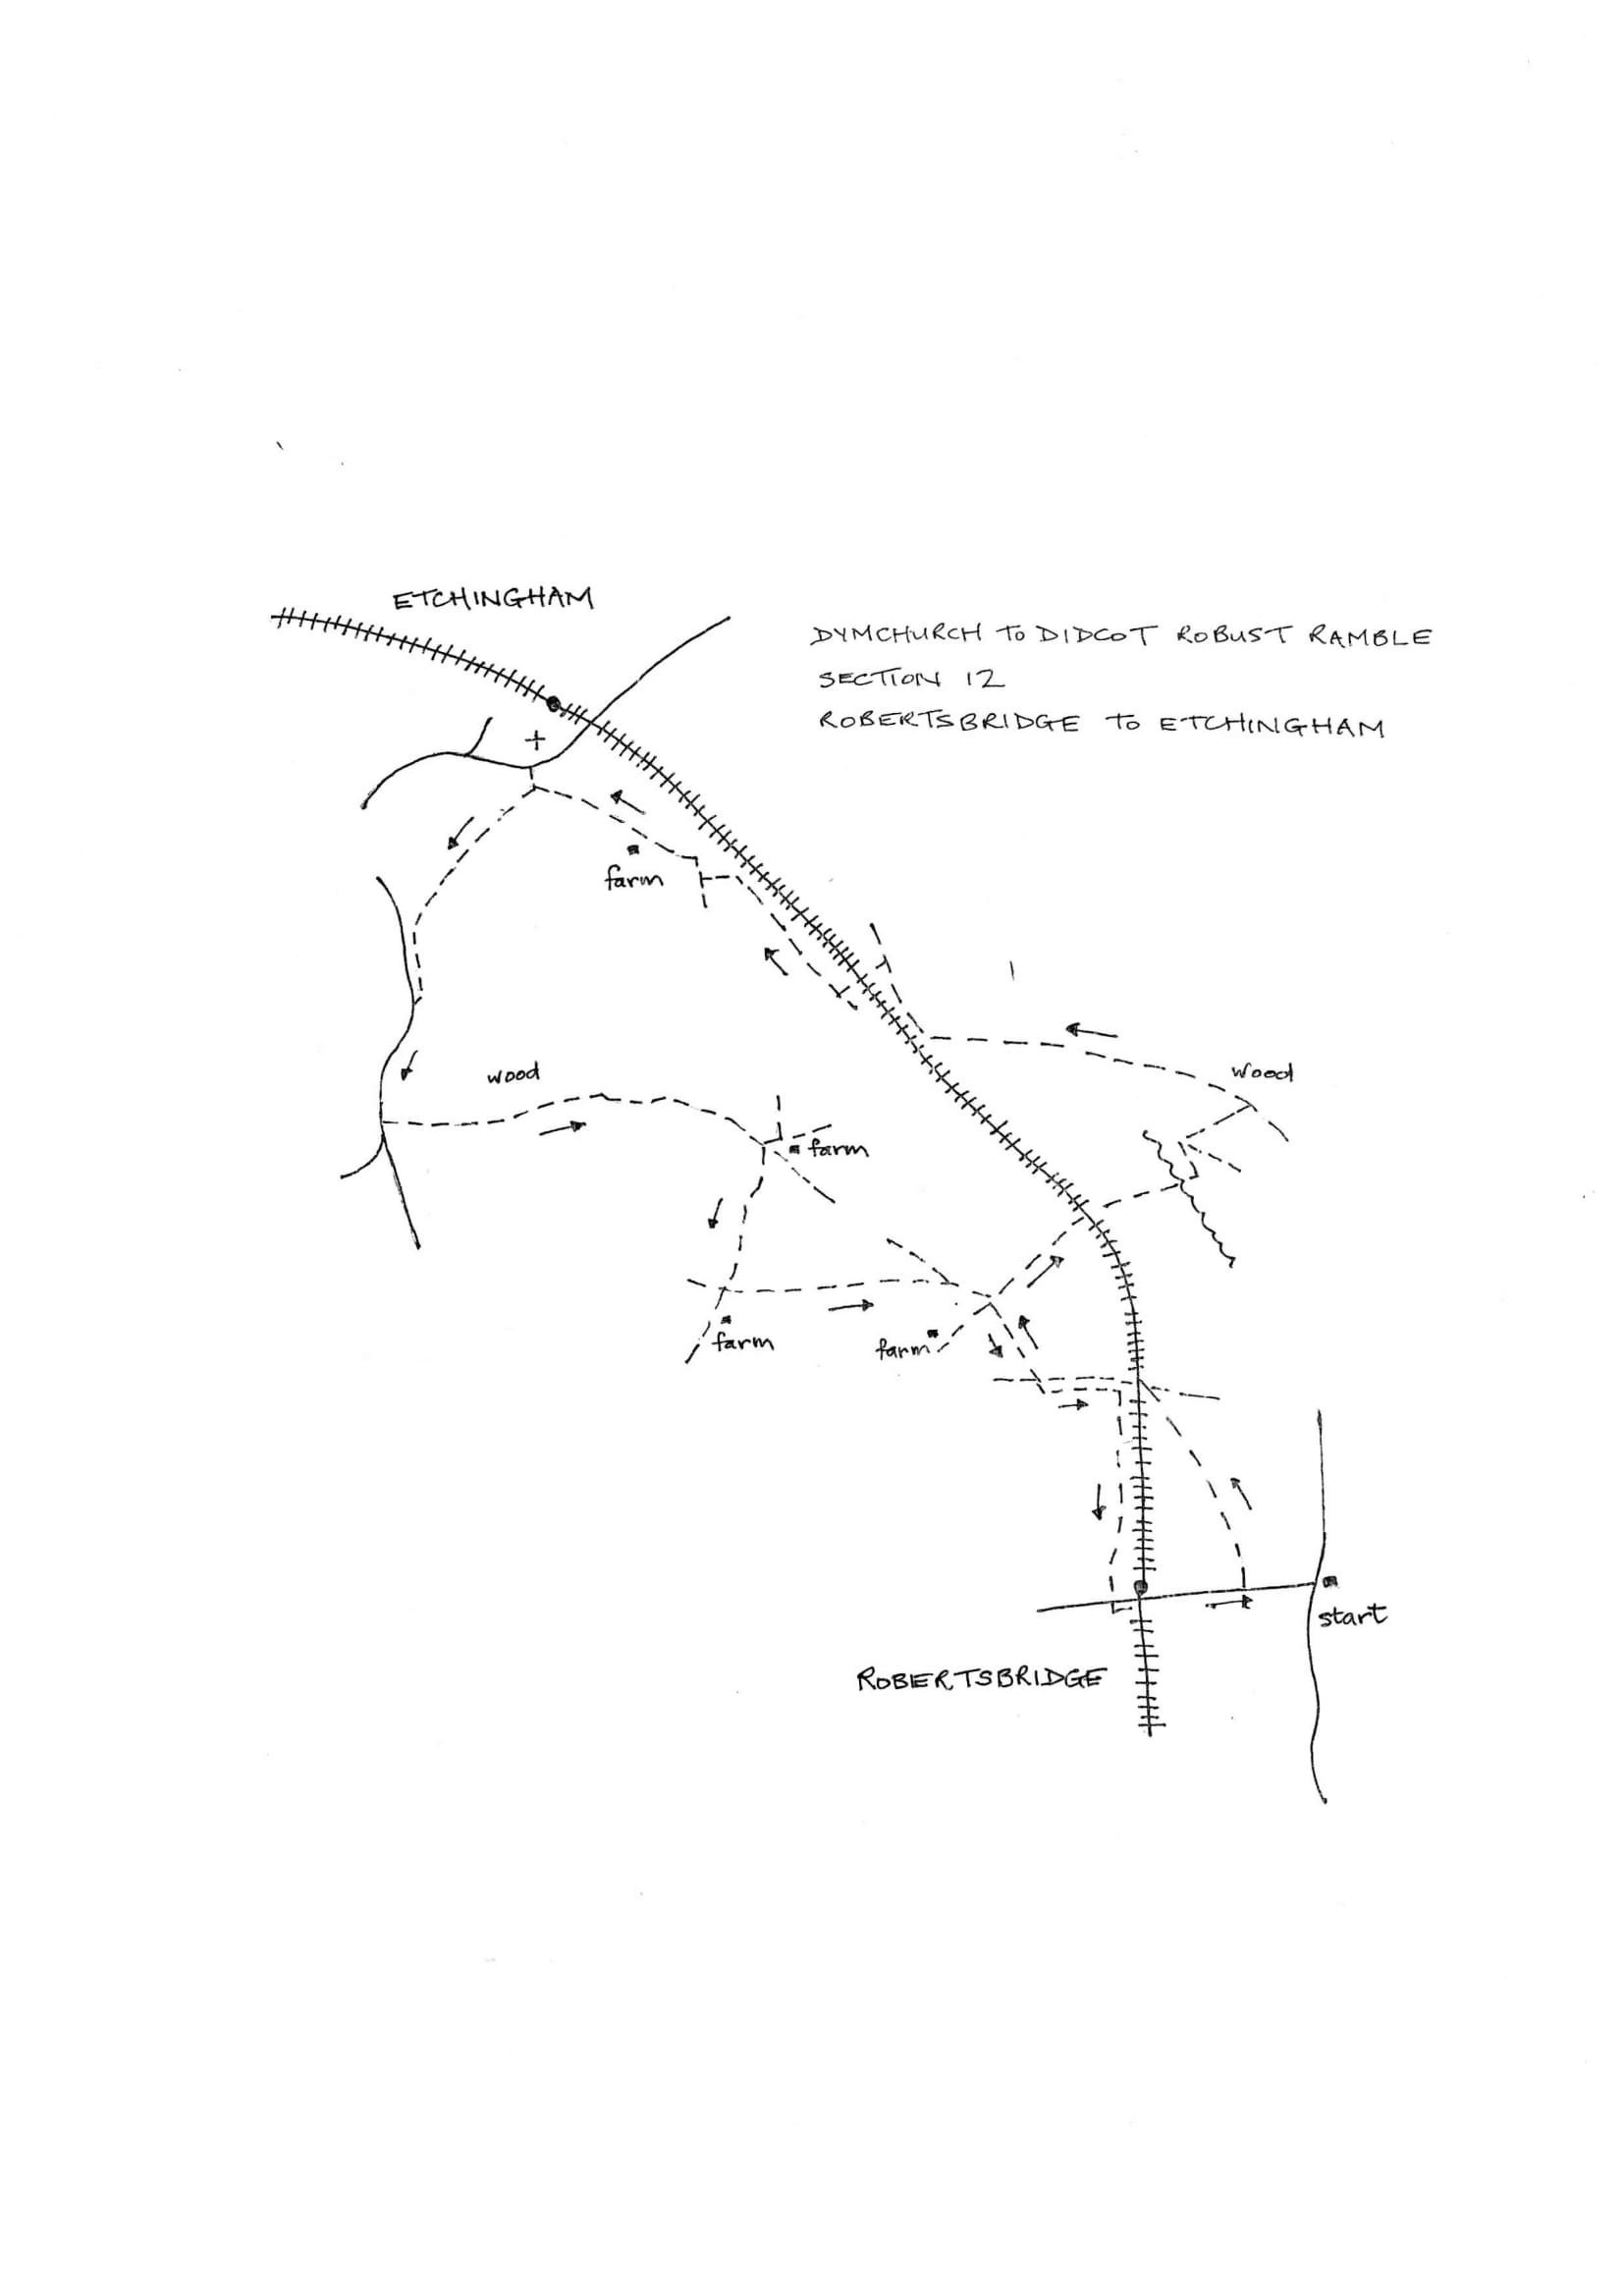 ETCHINGHAM
DYMCHURCH TO DIDCOT ROBUST RAMBLE
SECTION 12
ROBERTSBRIDGE TO ETCHINGHAM
farm
wood
wood
farm
farm
farm
start
ROBERTSBRIDGE